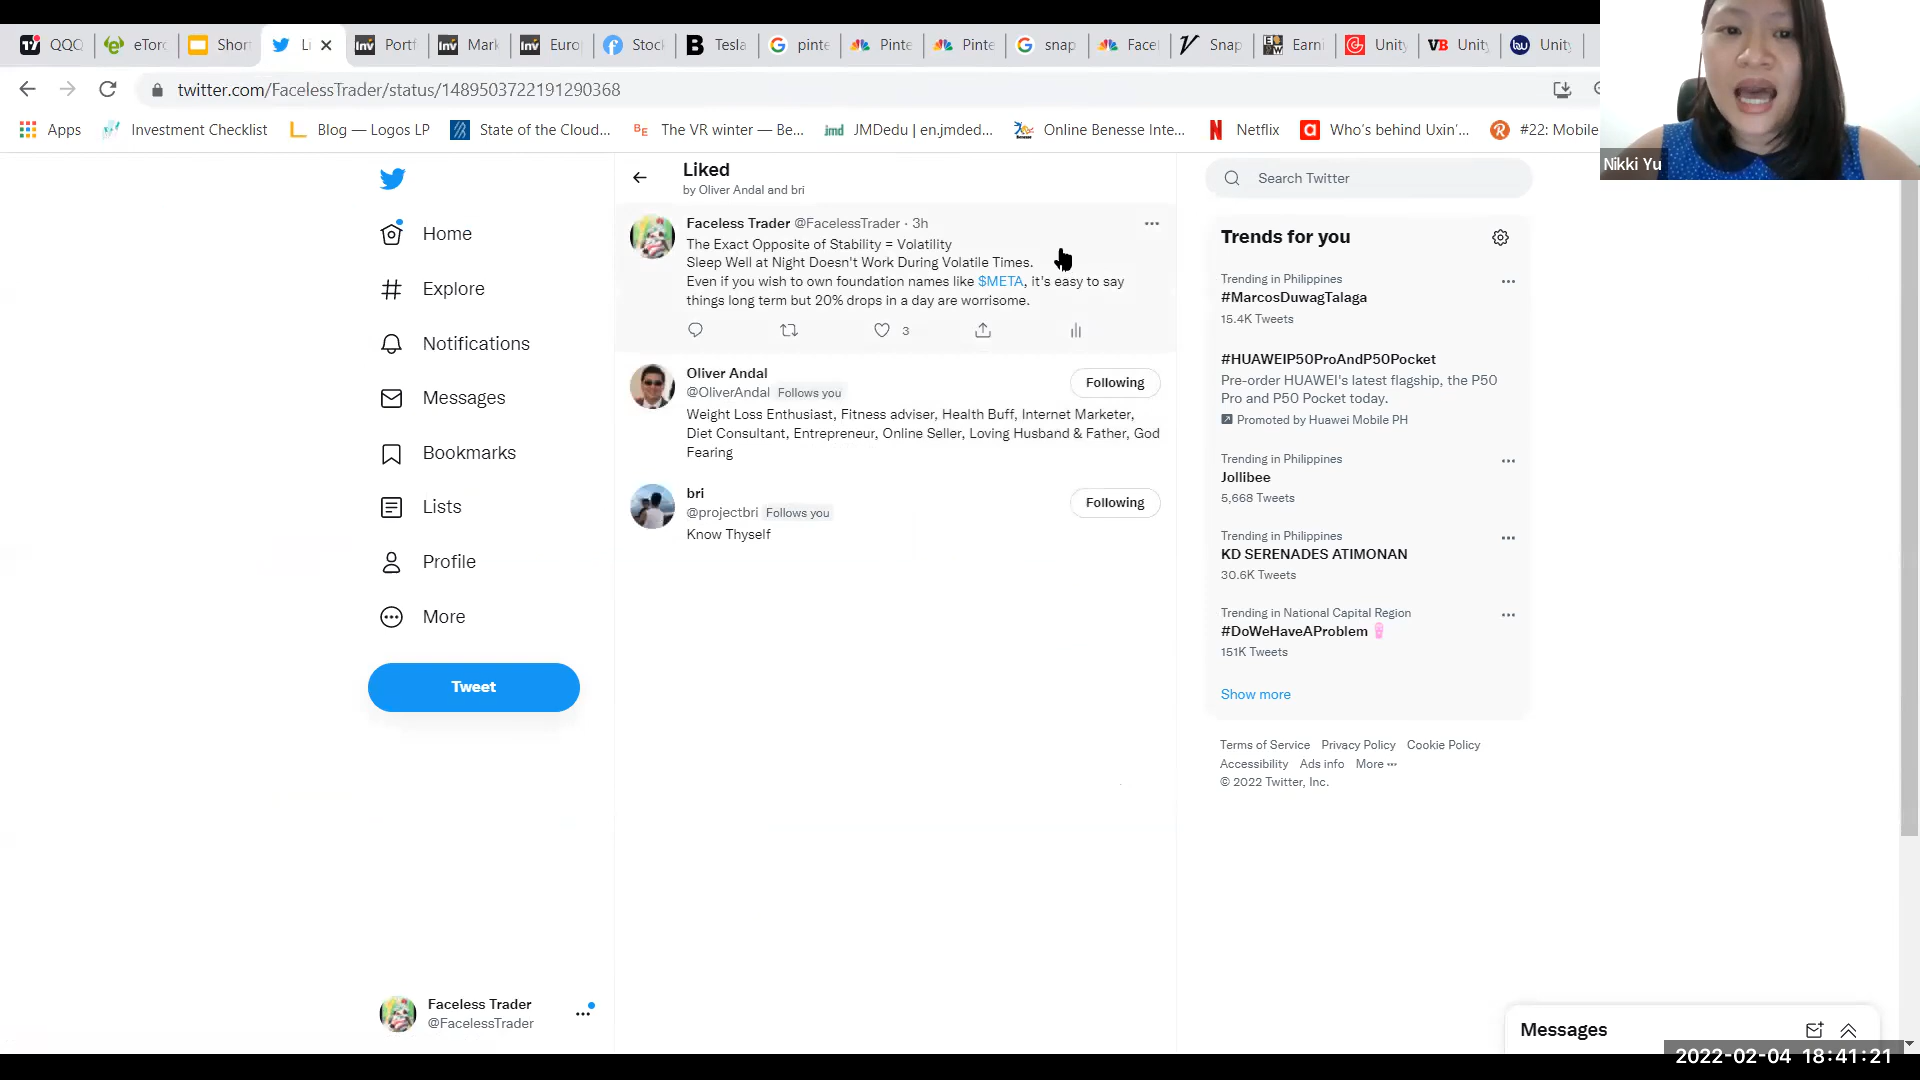 QQQ
eToro
Shor
Li
Portf
Mark
Euro
Stoc
Tesla
pinte
Pinte
Pinte
snap
Facel
Snap
Earni
Unity
Unity
Unity
twitter.com/FacelessTrader/status/1489503722191290368
Apps
Investment Checklist
Blog — Logos LP
State of the Cloud...
The VR winter — Be...
JMDedu | en.jmded...
Online Benesse Inte...
Netflix
Who's behind Uxin'...
#22: Mobile
Nikki Yu
Home
Explore
Notifications
Messages
Bookmarks
Lists
Profile
More
Tweet
Faceless Trader
@FacelessTrader
Liked
by Oliver Andal and bri
Faceless Trader @FacelessTrader · 3h
The Exact Opposite of Stability = Volatility
Sleep Well at Night Doesn't Work During Volatile Times.
Even if you wish to own foundation names like $META, it's easy to say
things long term but 20% drops in a day are worrisome.
3
Oliver Andal
@OliverAndal Follows you
Following
Weight Loss Enthusiast, Fitness adviser, Health Buff, Internet Marketer,
Diet Consultant, Entrepreneur, Online Seller, Loving Husband & Father, God
Fearing
bri
@projectbri Follows you
Following
Know Thyself
Search Twitter
Trends for you
Trending in Philippines
#MarcosDuwagTalaga
15.4K Tweets
#HUAWEIP50ProAndP50Pocket
Pre-order HUAWEI's latest flagship, the P50
Pro and P50 Pocket today.
Promoted by Huawei Mobile PH
Trending in Philippines
Jollibee
5,668 Tweets
Trending in Philippines
KD SERENADES ATIMONAN
30.6K Tweets
Trending in National Capital Region
#DoWeHaveAProblem
151K Tweets
Show more
Terms of Service Privacy Policy Cookie Policy
Accessibility Ads info More ···
© 2022 Twitter, Inc.
Messages
2022-02-04 18:41:21